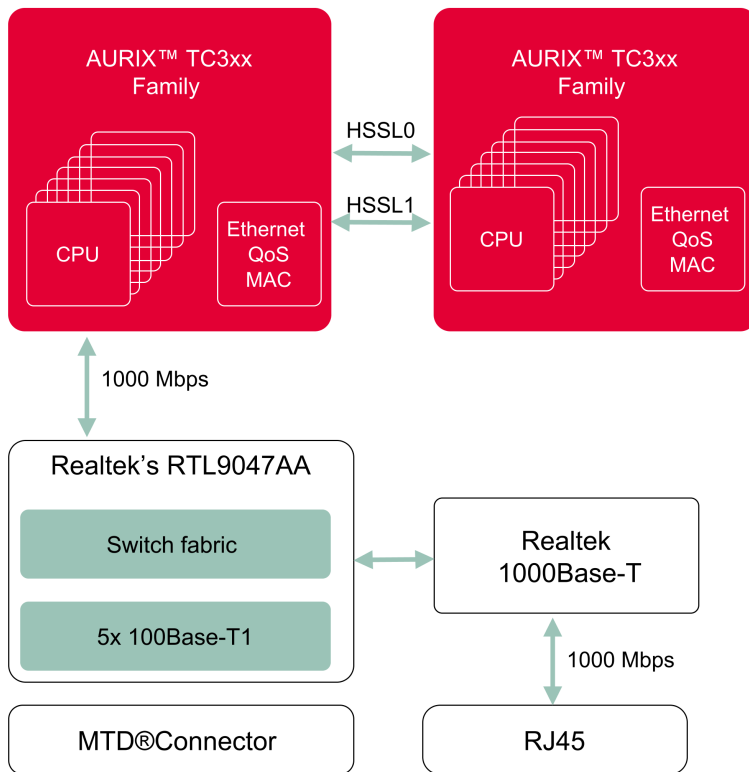 AURIX™ TC3xx
Family
CPU
Ethernet
QoS
MAC
HSSL0
HSSL1
AURIX™ TC3xx
Family
CPU
Ethernet
QoS
MAC
1000 Mbps
Realtek’s RTL9047AA
Switch fabric
5x 100Base-T1
Realtek
1000Base-T
1000 Mbps
MTD®Connector
RJ45